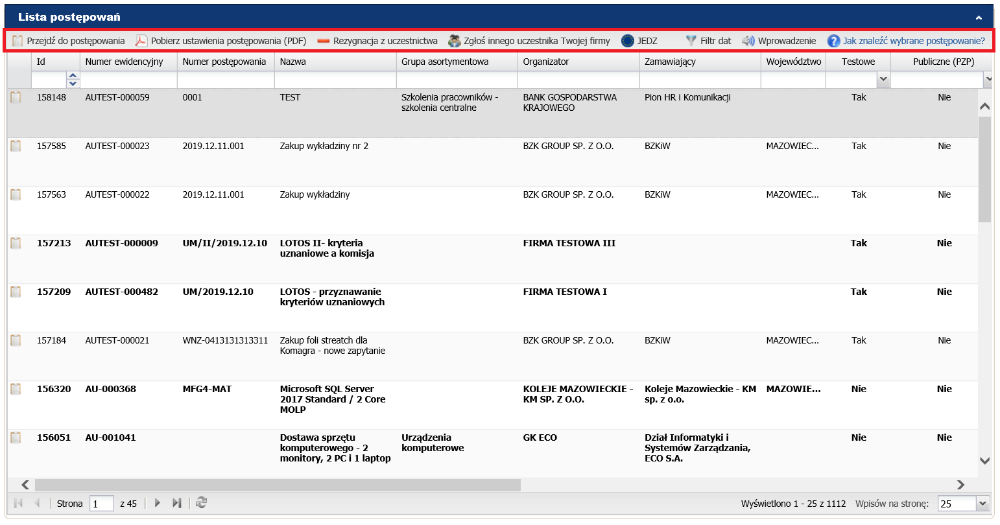 Lista postępowań
Przejdź do postępowania Pobierz ustawienia postępowania (PDF) Rezygnacja z uczestnictwa Zgłoś innego uczestnika Twojej firmy JEDZ Filtr dat Wprowadzenie Jak znaleźć wybrane postępowanie?
Id Numer ewidencyjny Numer postępowania Nazwa Grupa asortymentowa Organizator Zamawiający Województwo Testowe Publiczne (PZP)
158148 AUTEST-000059 0001 TEST Szkolenia pracowników - BANK GOSPODARSTWA Pion HR i Komunikacji Tak Nie
szkolenia centralne KRAJOWEGO
157585 AUTEST-000023 2019.12.11.001 Zakup wykładziny nr 2 BZK GROUP SP. Z O.O. BZKiW MAZOWIEC... Tak Nie
157563 AUTEST-000022 2019.12.11.001 Zakup wykładziny BZK GROUP SP. Z O.O. BZKiW MAZOWIEC... Tak Nie
157213 AUTEST-000009 UM/II/2019.12.10 LOTOS II- kryteria FIRMA TESTOWA III Tak Nie
uznaniowe a komisja
157209 AUTEST-000482 UM/2019.12.10 LOTOS - przyznawanie FIRMA TESTOWA I Tak Nie
kryteriów uznaniowych
157184 AUTEST-000021 WNZ-0413131313311 Zakup foli streatch dla BZK GROUP SP. Z O.O. BZKiW MAZOWIEC... Tak Nie
Komagra - nowe zapytanie
156320 AU-000368 MFG4-MAT Microsoft SQL Server KOLEJE MAZOWIECKIE - Koleje Mazowieckie - KM MAZOWIE... Nie Nie
2017 Standard / 2 Core KM SP. Z O.O. sp. z o.o.
MOLP
156051 AU-001041 Dostawa sprzętu Urządzenia GK ECO Dział Informatyki i Nie Nie
komputerowego - 2 komputerowe Systemów Zarządzania,
monitory, 2 PC i 1 laptop ECO S.A.
Strona 1 z 45 Wyświetlono 1 - 25 z 1112 Wpisów na stronę: 25